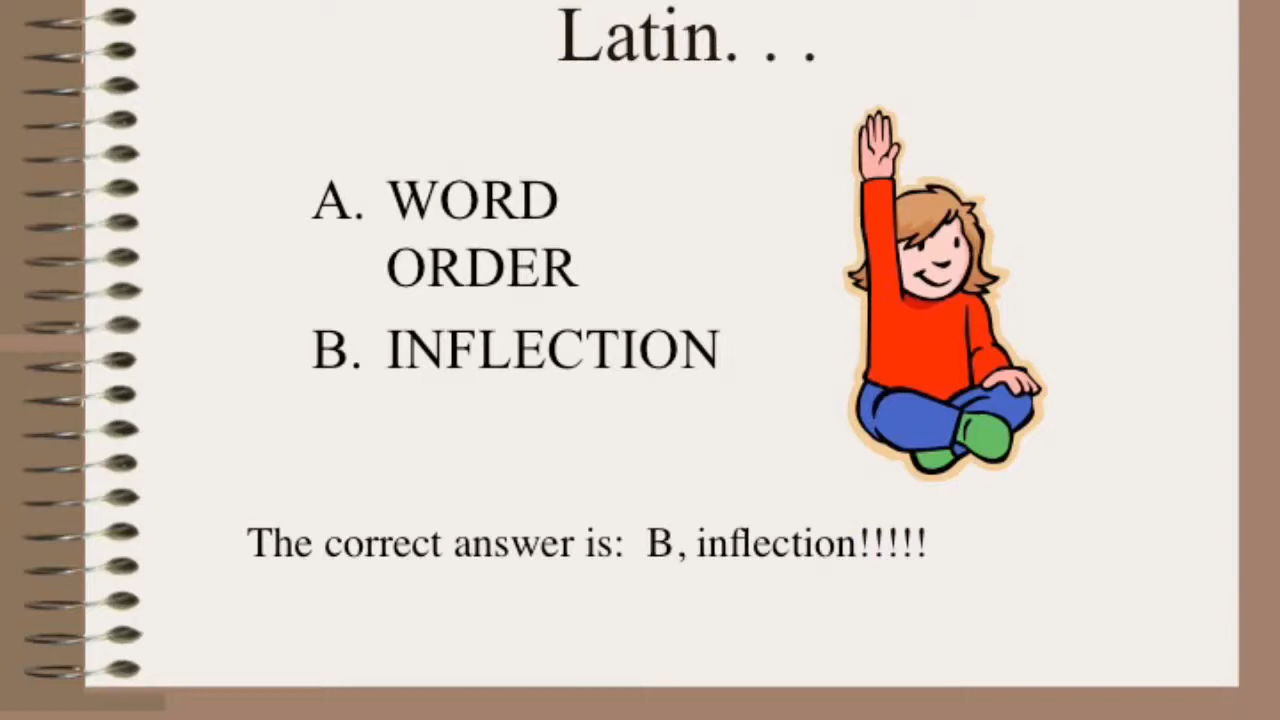 Latin. . .
A. WORD
ORDER
B. INFLECTION
The correct answer is: B, inflection!!!!!